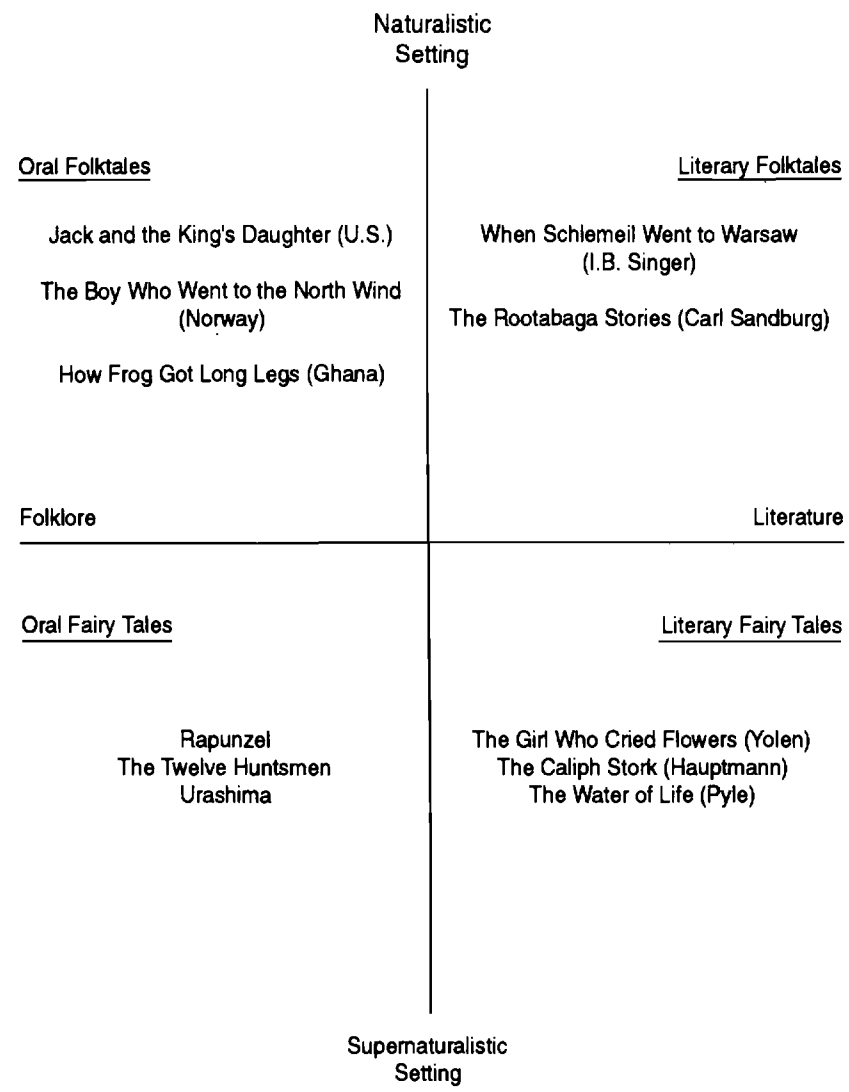 Naturalistic
Setting
Oral Folktales
Jack and the King's Daughter (U.S.)
The Boy Who Went to the North Wind
(Norway)
How Frog Got Long Legs (Ghana)
Literary Folktales
When Schlemeil Went to Warsaw
(I.B. Singer)
The Rootabaga Stories (Carl Sandburg)
Folklore
Literature
Oral Fairy Tales
Rapunzel
The Twelve Huntsmen
Urashima
Literary Fairy Tales
The Girl Who Cried Flowers (Yolen)
The Caliph Stork (Hauptmann)
The Water of Life (Pyle)
Supernaturalistic
Setting